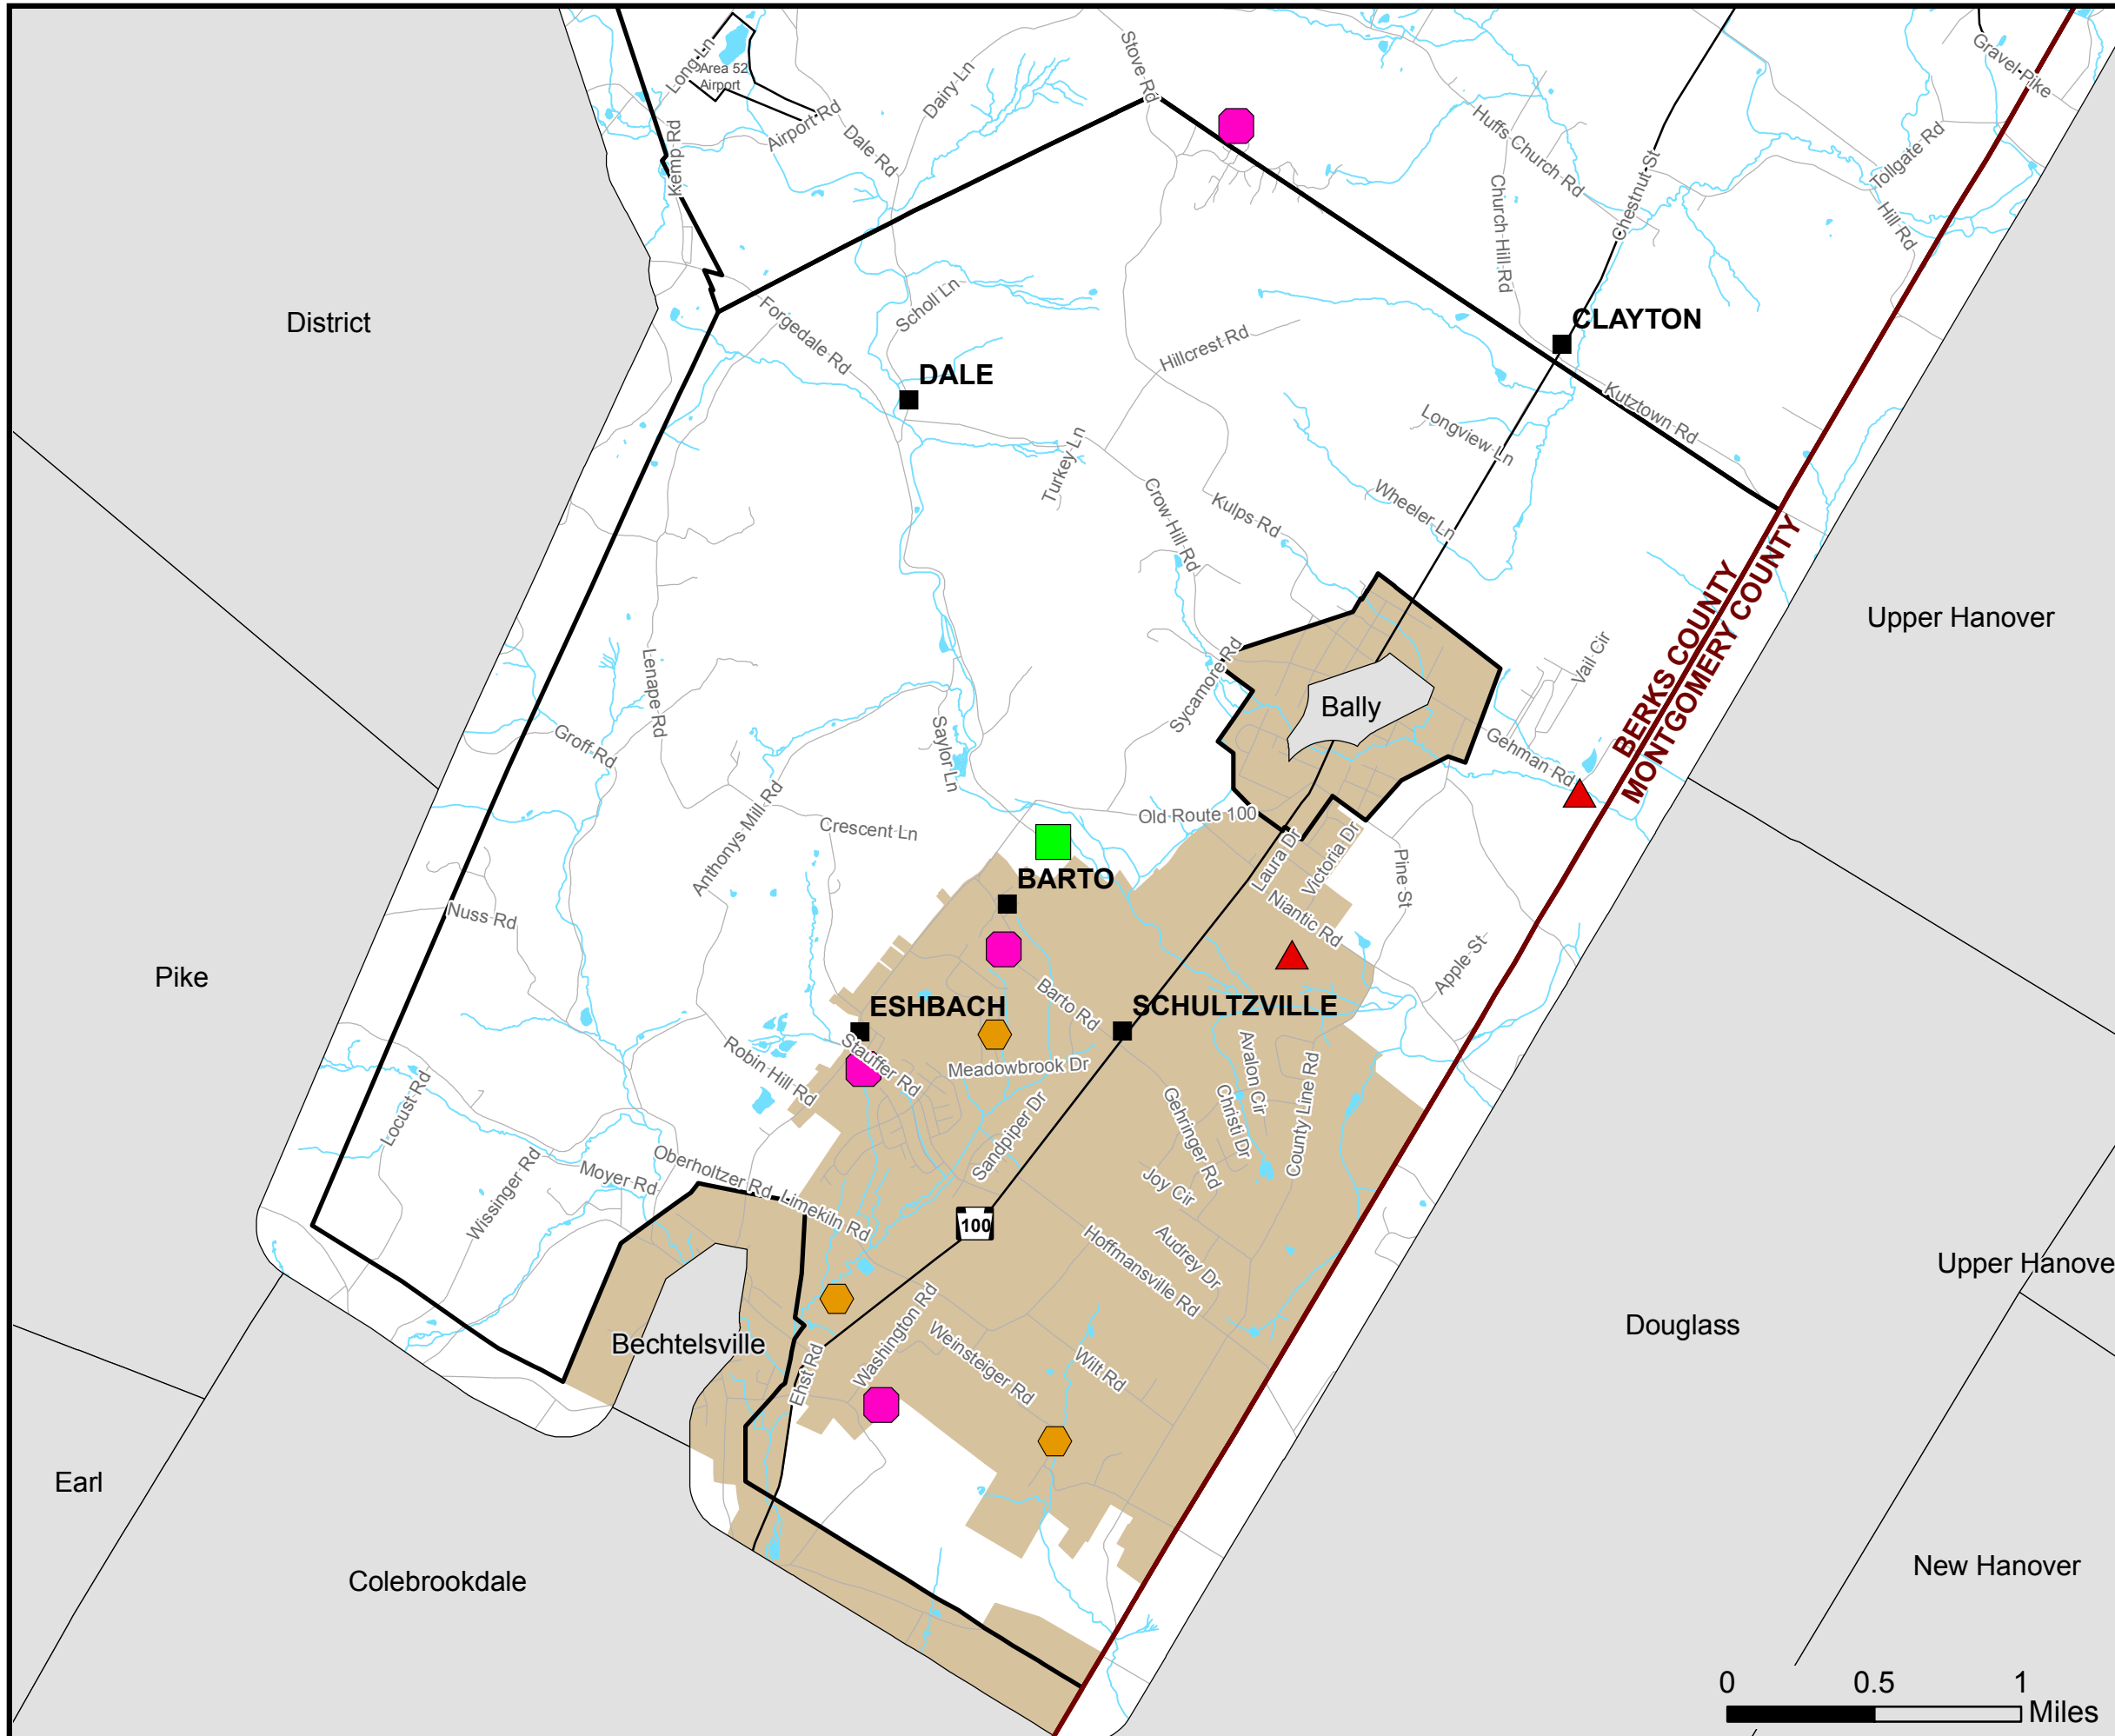 Long Ln
Area 52
Airport
Kemp Rd
Airport Rd
Dale Rd
Dairy Ln
Stove Rd
Gravel Pike
Huffs Church Rd
Church Hill Rd
Chestnut St
Tollgate Rd
Hill Rd
District
Forgedale Rd
Scholl Ln
Hillcrest Rd
CLAYTON
DALE
Kutztown Rd
Longview Ln
Turkey Ln
Crow Hill Rd
Kulps Rd
Wheeler Ln
BERKS COUNTY
MONTGOMERY COUNTY
Upper Hanover
Lenape Rd
Groff Rd
Saylor Ln
Sycamore Rd
Bally
Vail Cir
Gehman Rd
Anthonys Mill Rd
Crescent Ln
Old Route 100
Laura Dr
Victoria Dr
Pine St
BARTO
Nuss Rd
Niantic Rd
Apple St
Pike
ESHBACH
Barto Rd
SCHULTZVILLE
Stauffer Rd
Meadowbrook Dr
Robin Hill Rd
Locust Rd
Avalon Cir
Christi Dr
County Line Rd
Gehringer Rd
Sandpiper Dr
Joy Cir
Moyer Rd
Oberholtzer Rd
Limekiln Rd
Wissinger Rd
100
Audrey Dr
Hoffmansville Rd
Upper Hanove
Douglass
Bechtelsville
Ehst Rd
Washington Rd
Weinsteiger Rd
Wilt Rd
Earl
Colebrookdale
New Hanover
0 0.5 1
Miles